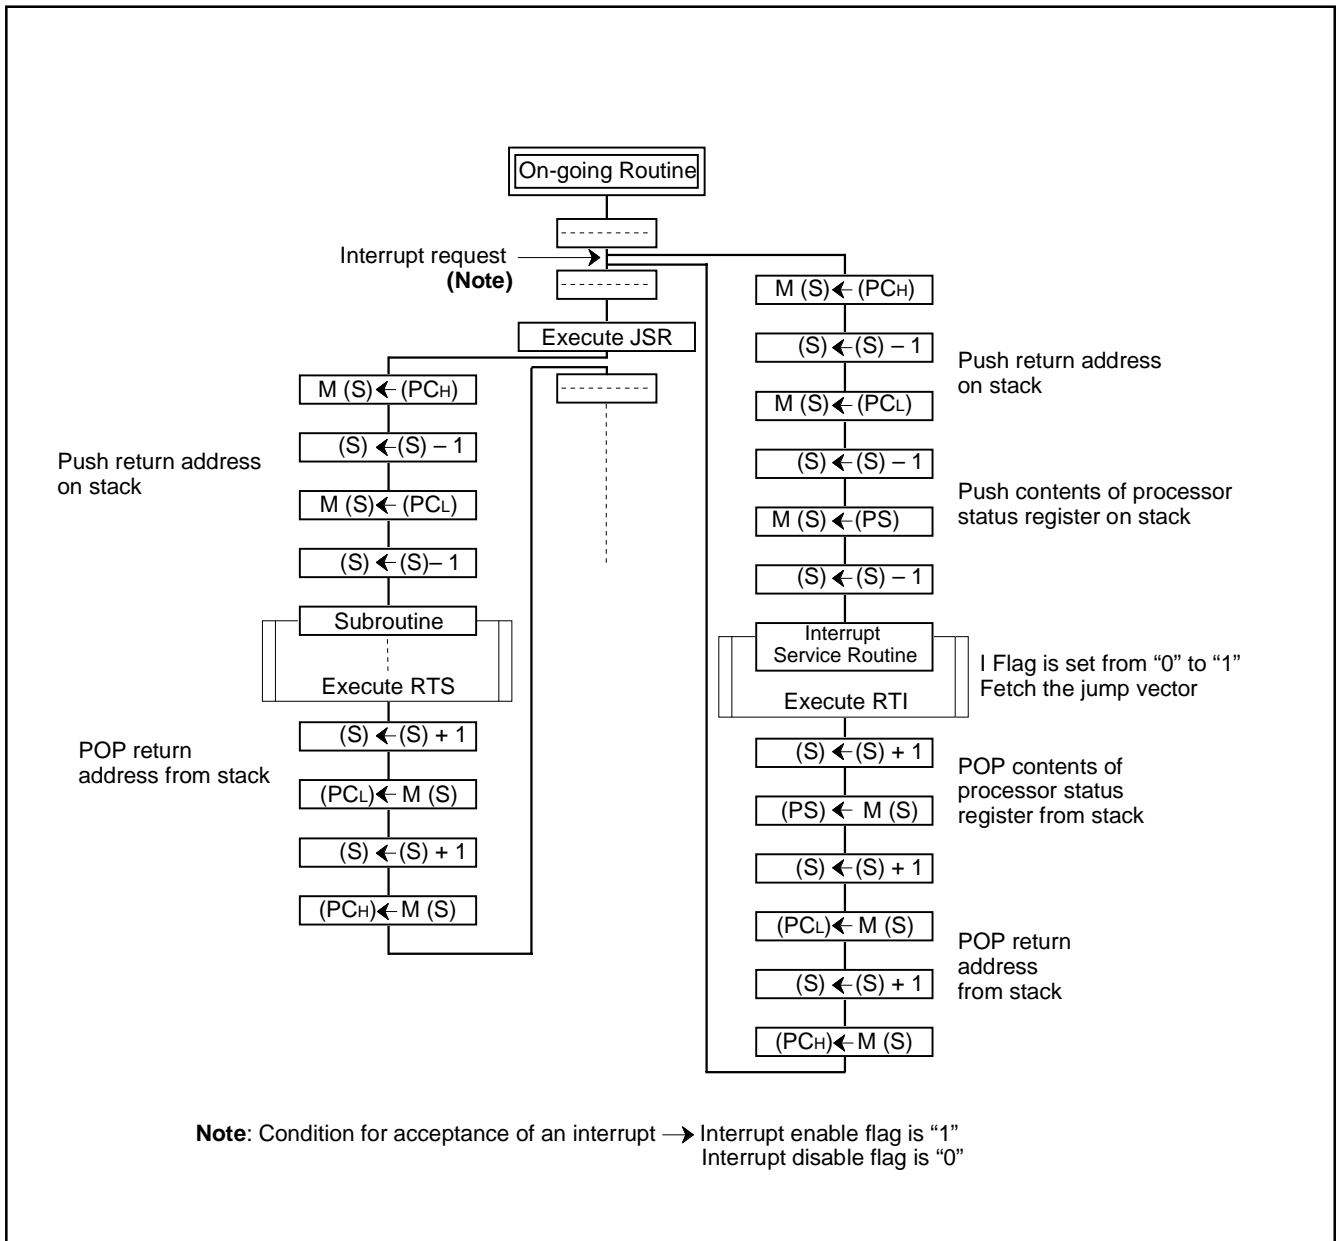 On-going Routine
Interrupt request
(Note)
Execute JSR
M (S) ← (PCH)
(S) ← (S) – 1
M (S) ← (PCL)
(S) ← (S)– 1
Push return address
on stack
Subroutine
Execute RTS
POP return
address from stack
(S) ← (S) + 1
(PCL) ← M (S)
(S) ← (S) + 1
(PCH) ← M (S)
M (S) ← (PCH)
(S) ← (S) – 1
M (S) ← (PCL)
(S) ← (S) – 1
M (S) ← (PS)
(S) ← (S) – 1
Push return address
on stack
Push contents of processor
status register on stack
Interrupt
Service Routine
Execute RTI
I Flag is set from “0” to “1”
Fetch the jump vector
(S) ← (S) + 1
(PS) ← M (S)
(S) ← (S) + 1
(PCL) ← M (S)
(S) ← (S) + 1
(PCH) ← M (S)
POP contents of
processor status
register from stack
POP return
address
from stack
Note: Condition for acceptance of an interrupt → Interrupt enable flag is “1”
Interrupt disable flag is “0”